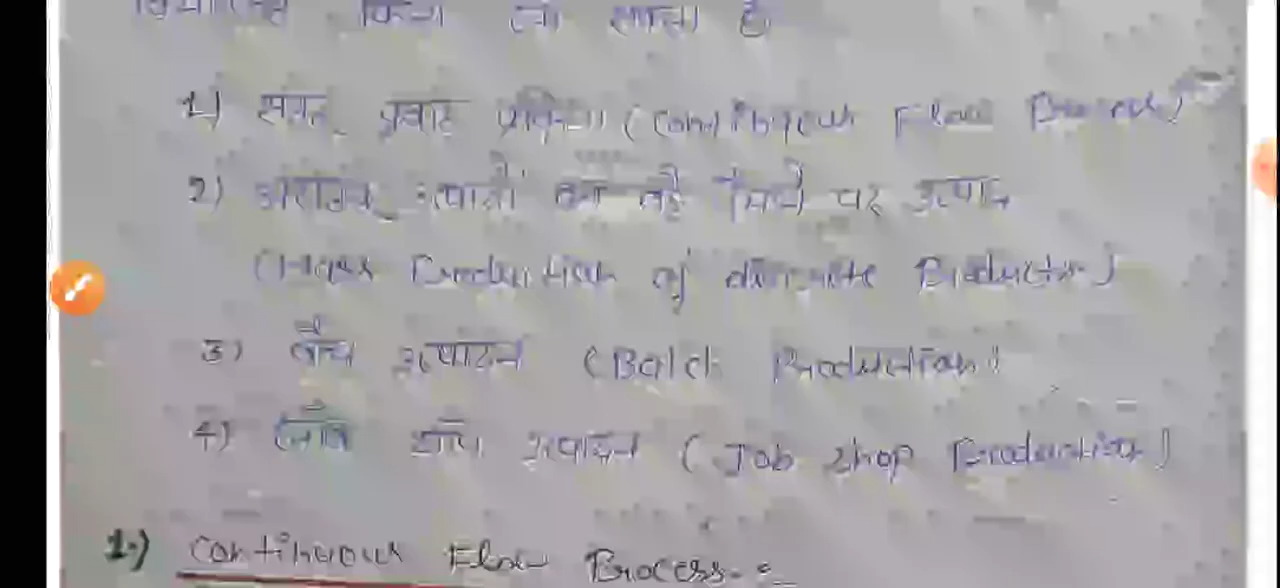 किया जा सकता है
1) सतत् प्रवाह प्रक्रिया (Continuous Flow Process)
2) उत्पादों का बड़े पैमाने पर उत्पादन
(Mass Production of discrete Products)
3) बैच उत्पादन (Batch Production)
4) जॉब शॉप उत्पादन (Job Shop Production)
1.) Continuous Flow Process :-